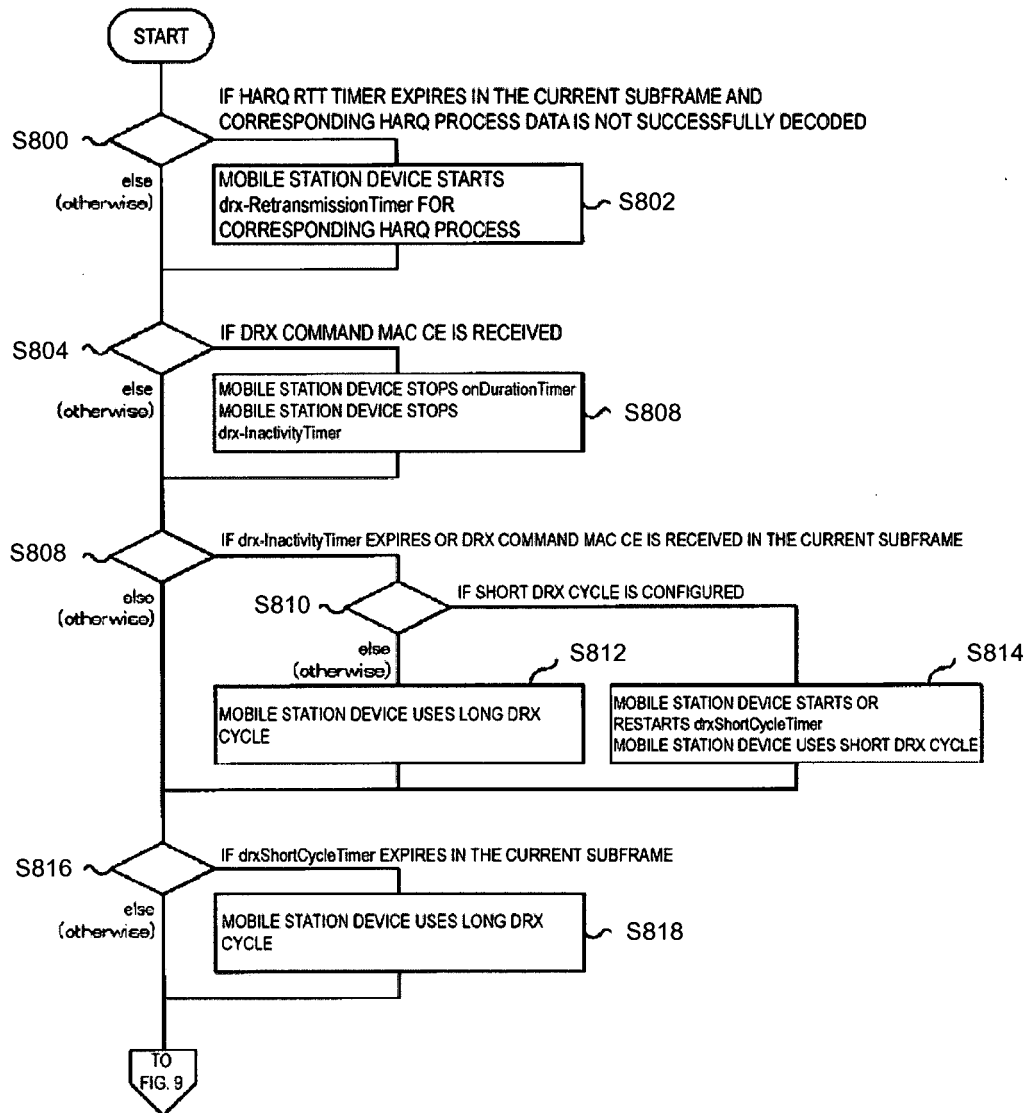 START
IF HARQ RTT TIMER EXPIRES IN THE CURRENT SUBFRAME AND
CORRESPONDING HARQ PROCESS DATA IS NOT SUCCESSFULLY DECODED
S800
else
(otherwise)
MOBILE STATION DEVICE STARTS
drx-RetransmissionTimer FOR
CORRESPONDING HARQ PROCESS
S802
IF DRX COMMAND MAC CE IS RECEIVED
S804
else
(otherwise)
MOBILE STATION DEVICE STOPS onDurationTimer
MOBILE STATION DEVICE STOPS
drx-InactivityTimer
S808
IF drx-InactivityTimer EXPIRES OR DRX COMMAND MAC CE IS RECEIVED IN THE CURRENT SUBFRAME
S808
else
(otherwise)
IF SHORT DRX CYCLE IS CONFIGURED
S810
else
(otherwise)
S812
S814
MOBILE STATION DEVICE USES LONG DRX
CYCLE
MOBILE STATION DEVICE STARTS OR
RESTARTS drxShortCycleTimer
MOBILE STATION DEVICE USES SHORT DRX CYCLE
IF drxShortCycleTimer EXPIRES IN THE CURRENT SUBFRAME
S816
else
(otherwise)
MOBILE STATION DEVICE USES LONG DRX
CYCLE
S818
TO
FIG. 9